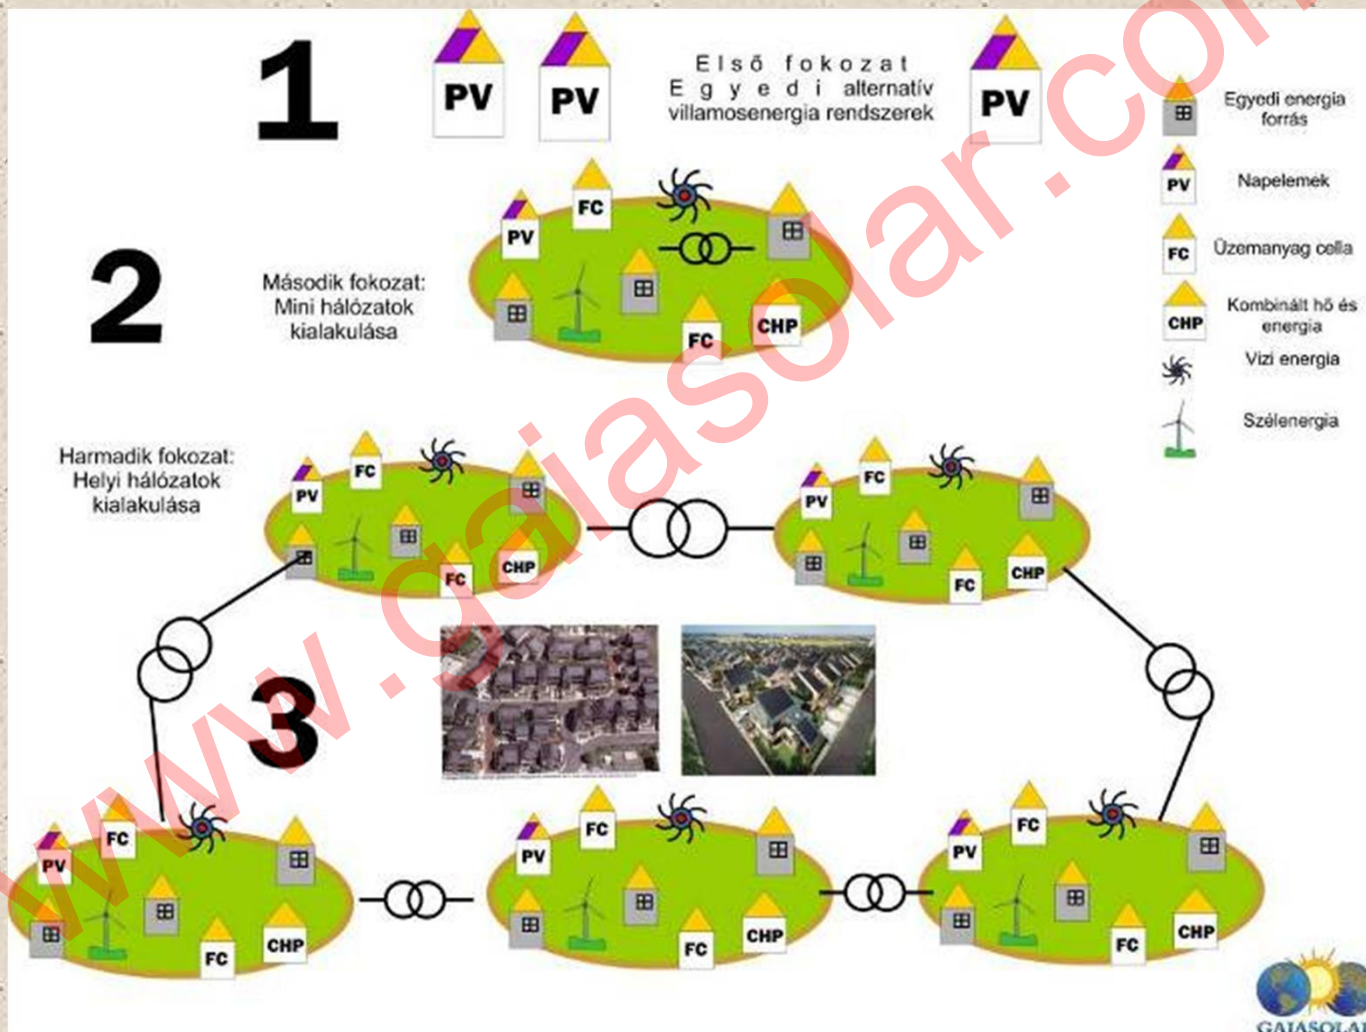 1
PV
PV
Első fokozat
Egyedi alternatív
villamosenergia rendszerek
PV
Egyedi energia
forrás
PV
Napelemek
FC
Üzemanyag cella
CHP
Kombinált hő és
energia
Vizi energia
Szélenergia
2
Második fokozat:
Mini hálózatok
kialakulása
PV
FC
FC
CHP
Harmadik fokozat:
Helyi hálózatok
kialakulása
PV
FC
FC
CHP
PV
FC
FC
CHP
3
PV
FC
FC
CHP
PV
FC
FC
CHP
PV
FC
FC
CHP
www.gaiasolar.com
GAIASOLAR